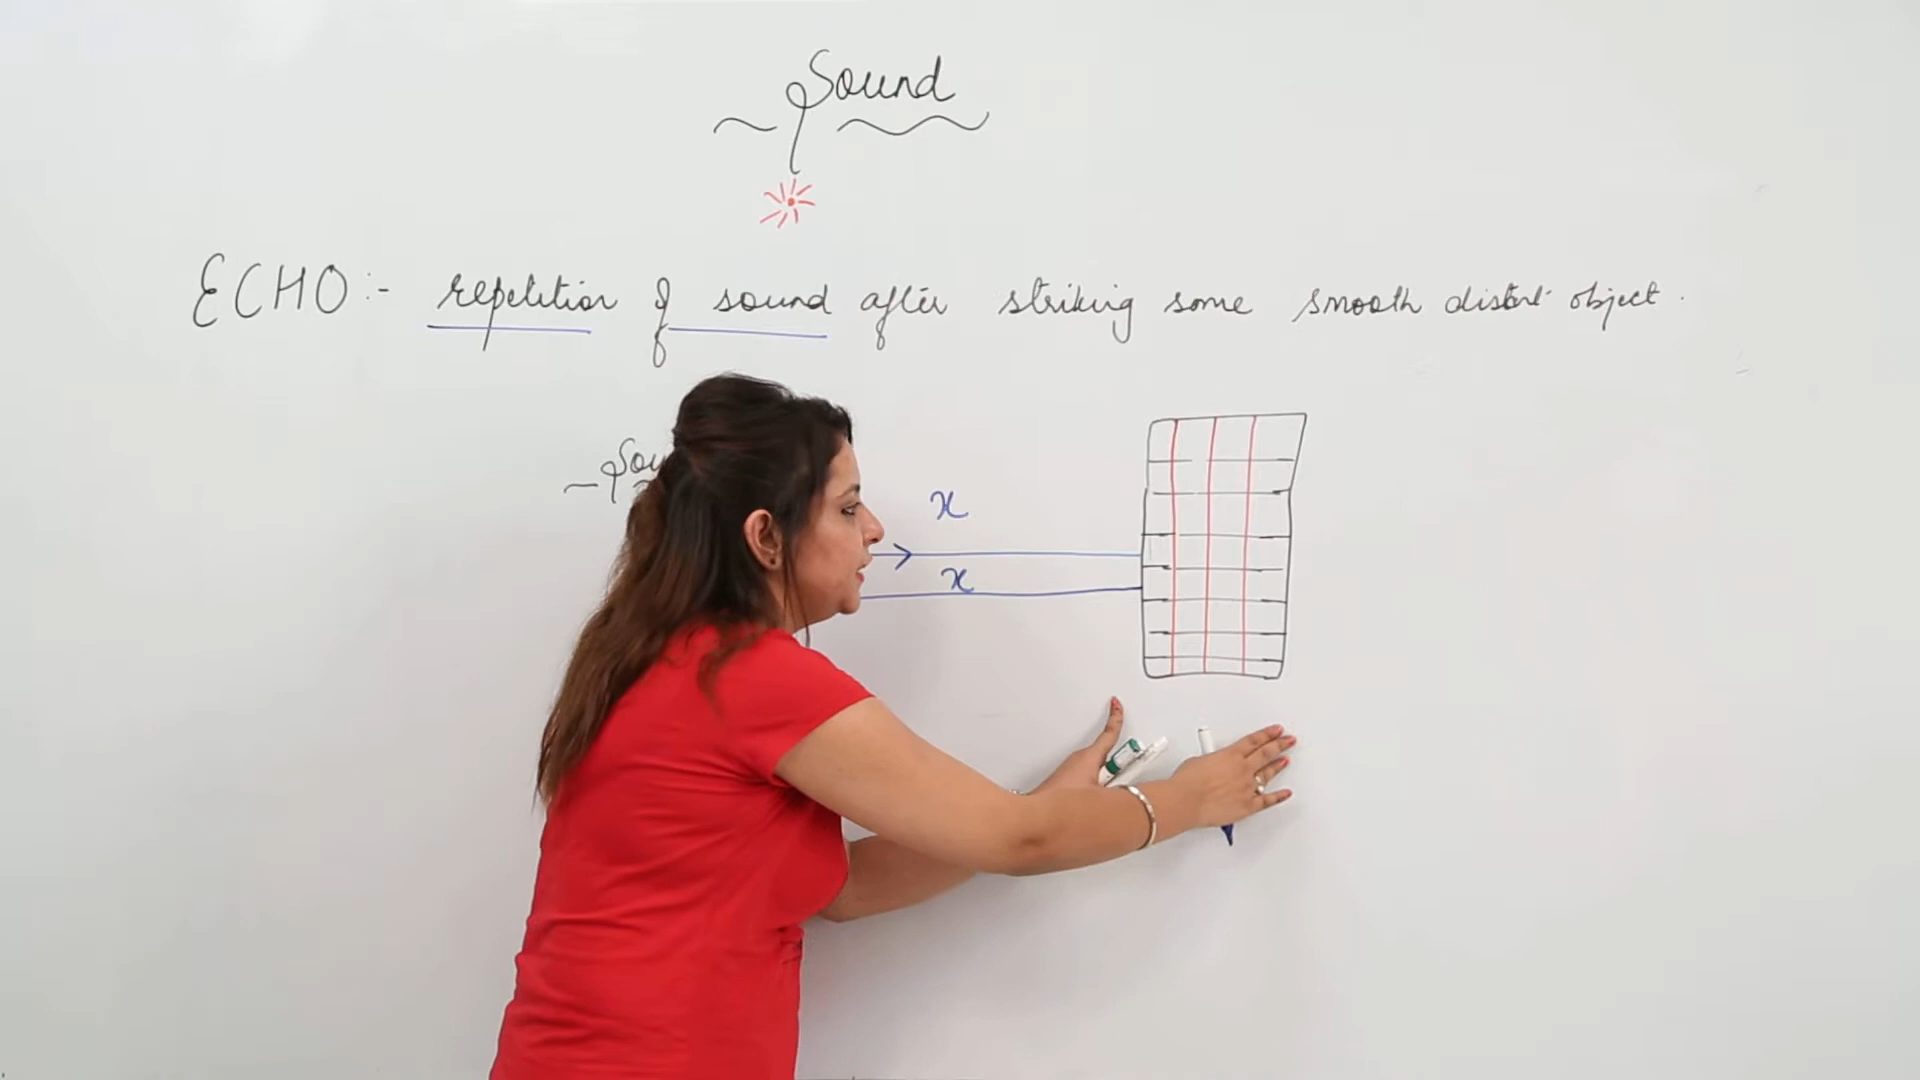 Sound
ECHO :- repetition of sound after striking some smooth distant object.
Sou
x
x